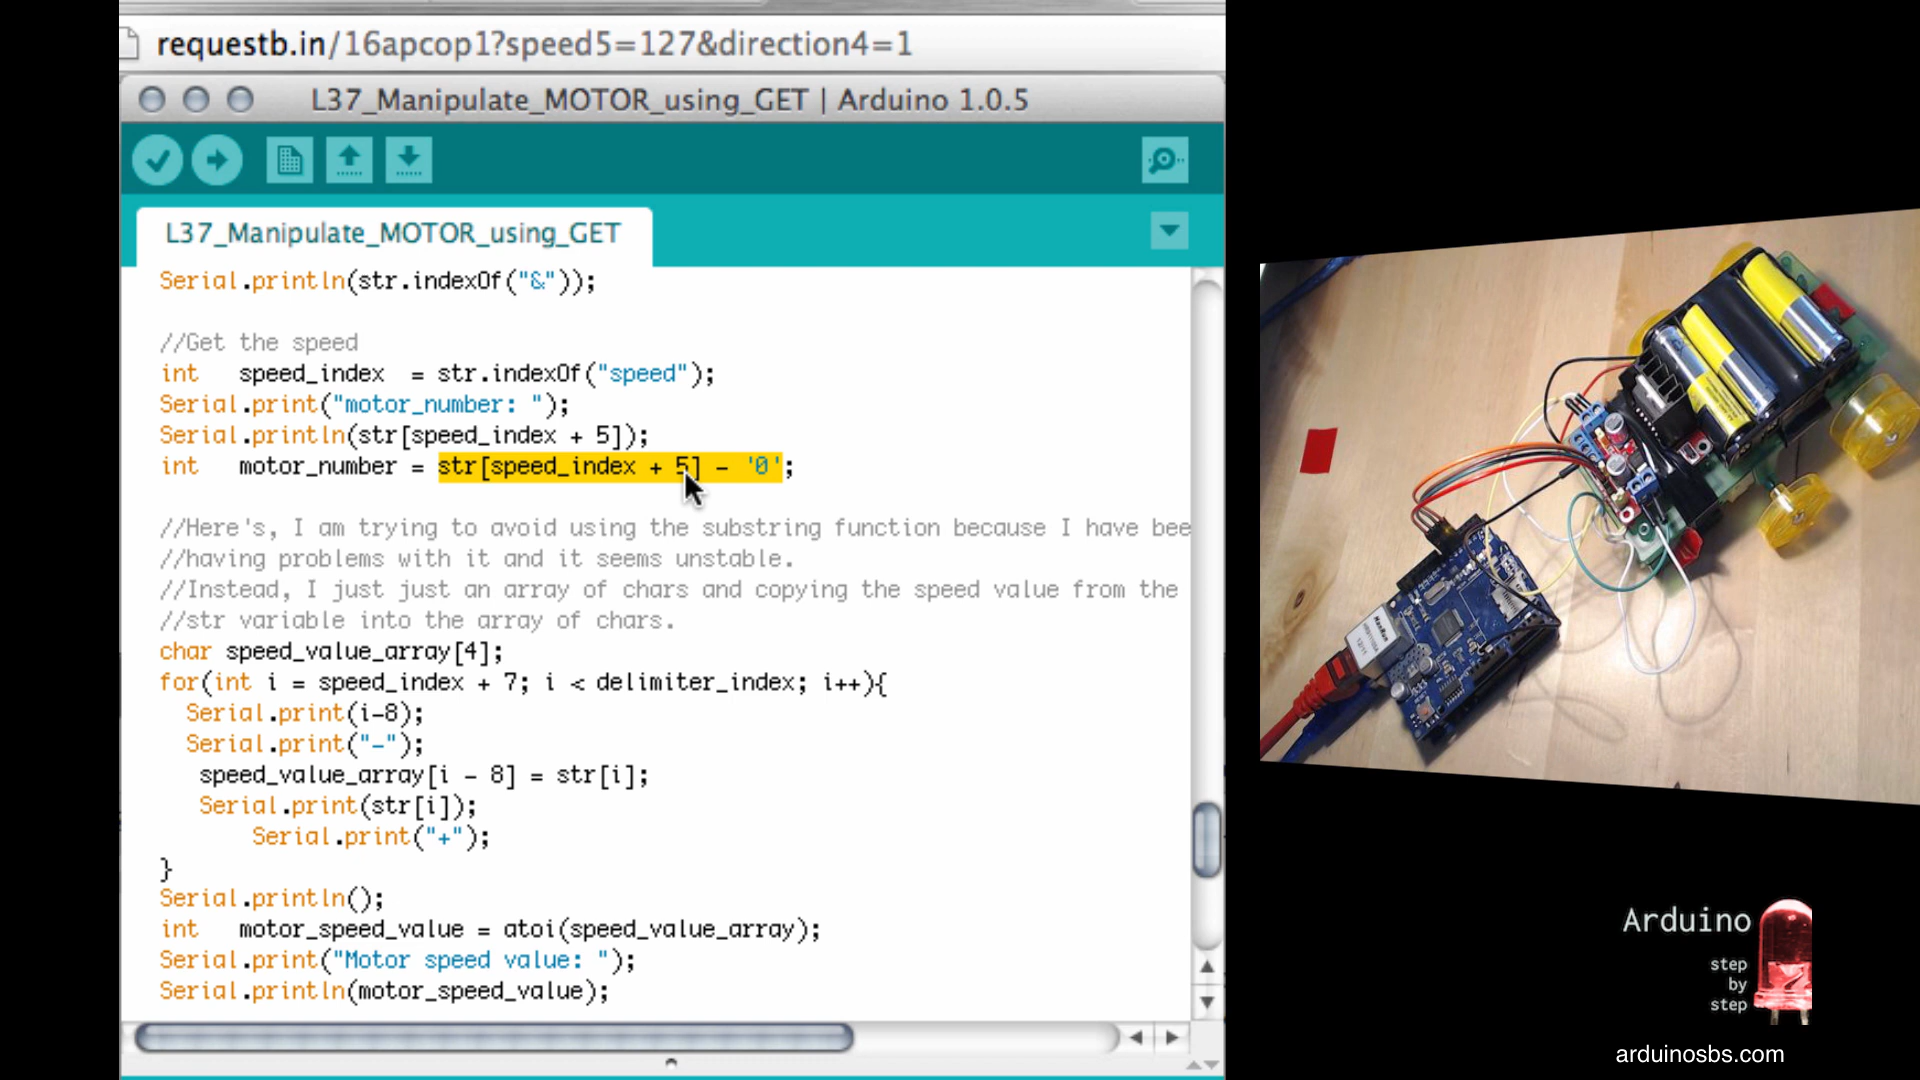 requestb.in/16apcop1?speed5=127&direction4=1
L37_Manipulate_MOTOR_using_GET | Arduino 1.0.5
L37_Manipulate_MOTOR_using_GET
Serial.println(str.indexOf("&"));
//Get the speed
int   speed_index  = str.indexOf("speed");
Serial.print("motor_number: ");
Serial.println(str[speed_index + 5]);
int   motor_number = str[speed_index + 5] - '0';
//Here's, I am trying to avoid using the substring function because I have bee
//having problems with it and it seems unstable.
//Instead, I just just an array of chars and copying the speed value from the
//str variable into the array of chars.
char speed_value_array[4];
for(int i = speed_index + 7; i < delimiter_index; i++){
  Serial.print(i-8);
  Serial.print("-");
   speed_value_array[i - 8] = str[i];
   Serial.print(str[i]);
       Serial.print("+");
}
Serial.println();
int   motor_speed_value = atoi(speed_value_array);
Serial.print("Motor speed value: ");
Serial.println(motor_speed_value);
Arduino
step
by
step
arduinosbs.com